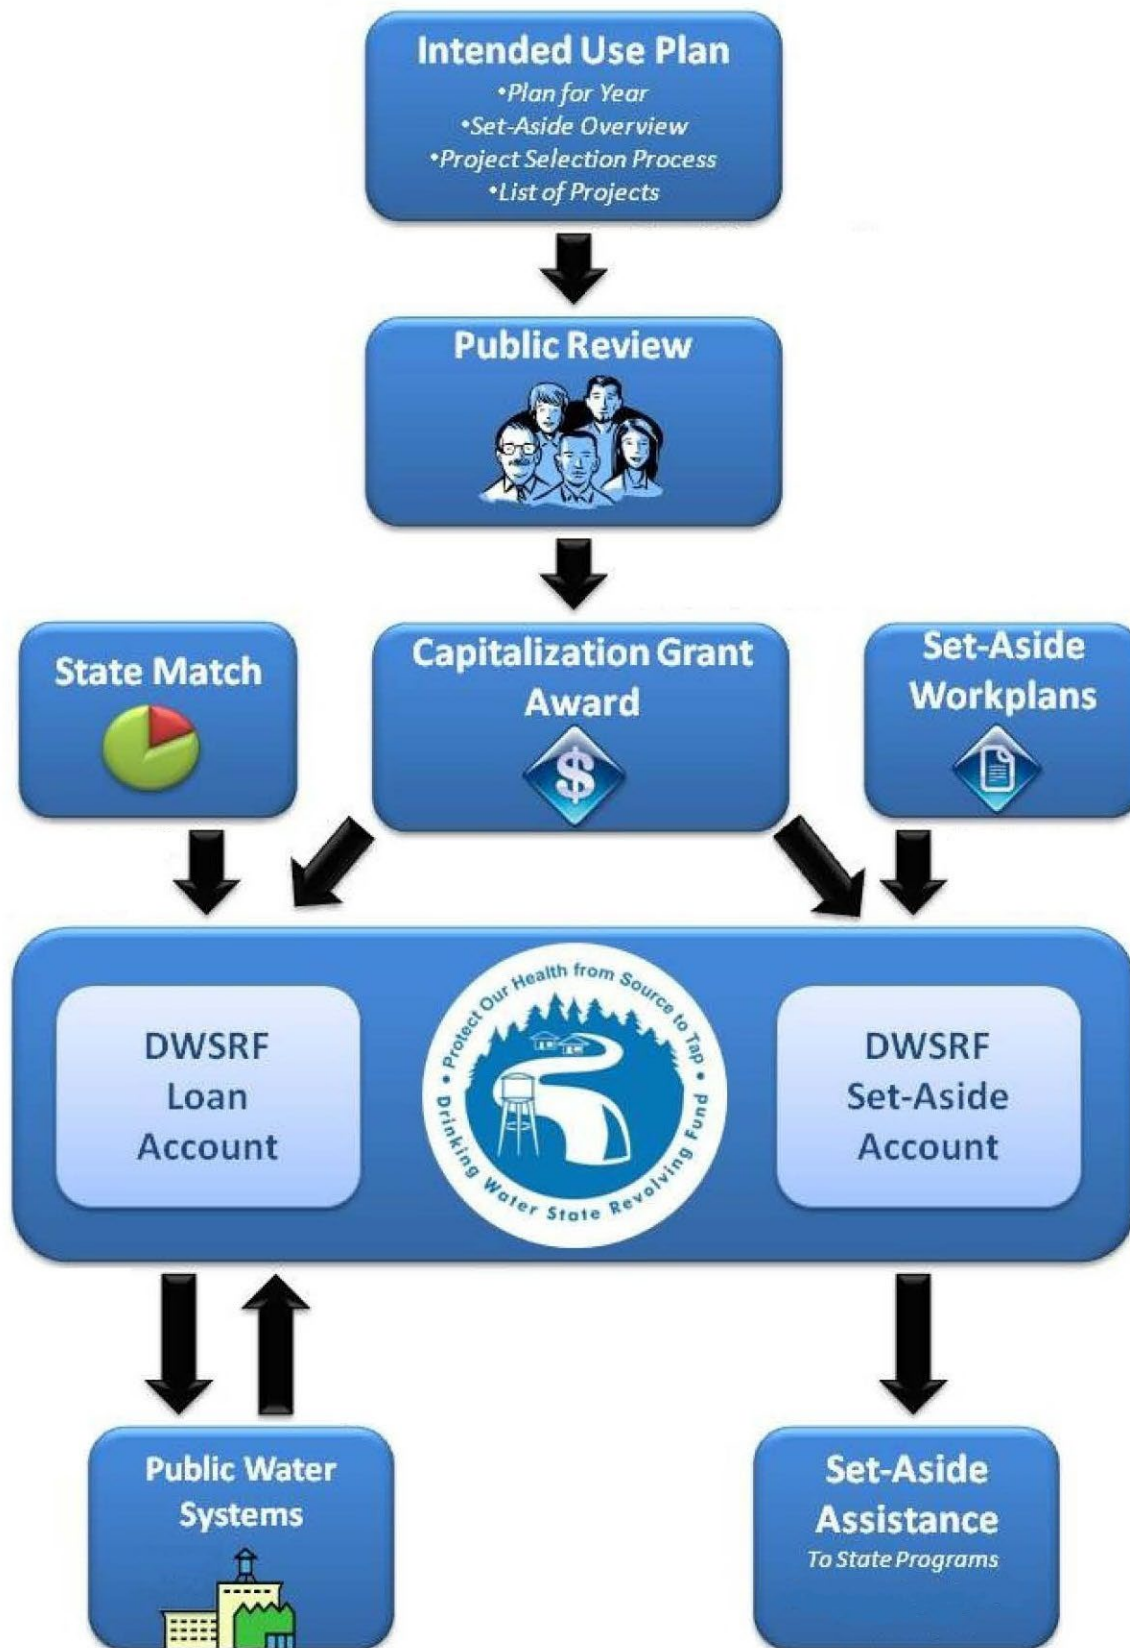 Intended Use Plan
•Plan for Year
•Set-Aside Overview
•Project Selection Process
•List of Projects
Public Review
State Match
Capitalization Grant
Award
$
Set-Aside
Workplans
DWSRF
Loan
Account
• Protect Our Health from Source to Tap •
Drinking Water State Revolving Fund
DWSRF
Set-Aside
Account
Public Water
Systems
Set-Aside
Assistance
To State Programs